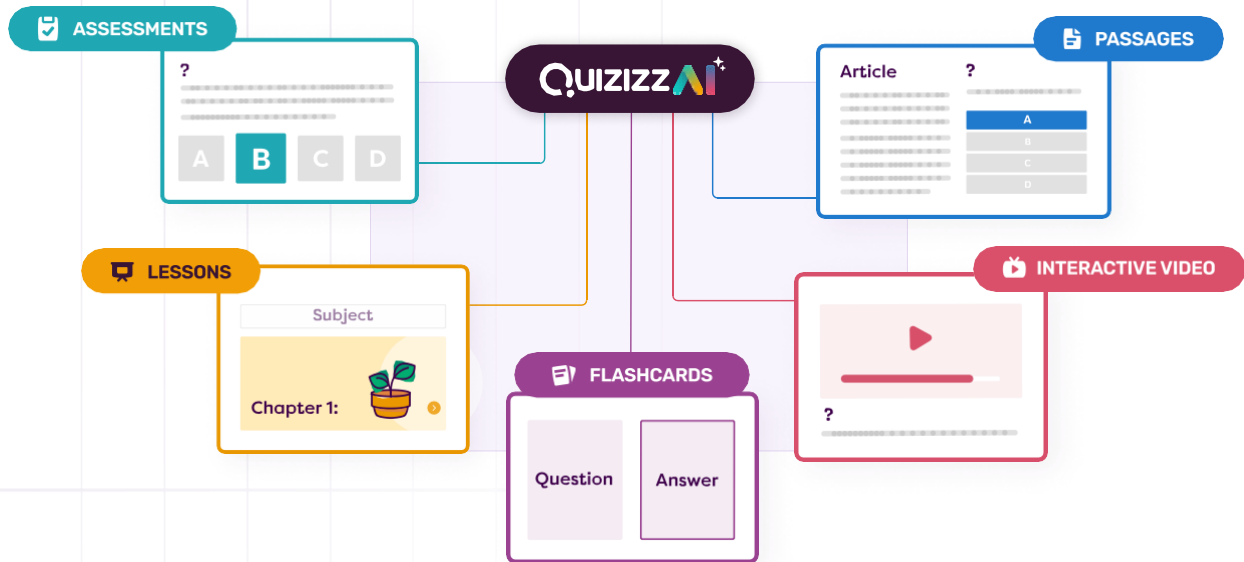 ASSESSMENTS
?
A B C D
QUIZIZZ AI
PASSAGES
Article
?
A
B
C
D
LESSONS
Subject
Chapter 1:
FLASHCARDS
Question
Answer
INTERACTIVE VIDEO
?